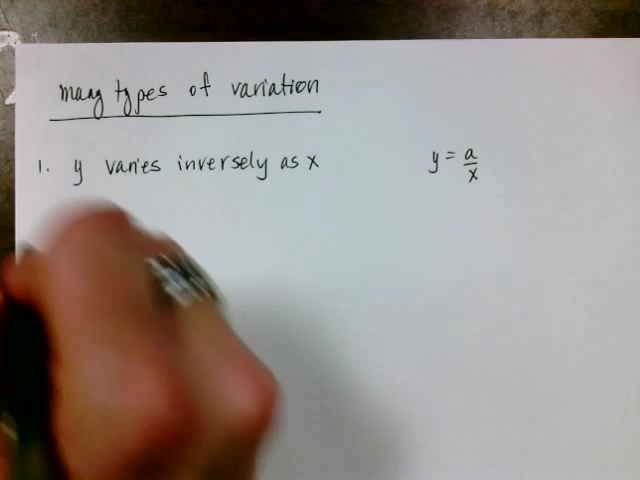 many types of variation
1. y varies inversely as x y = a/x